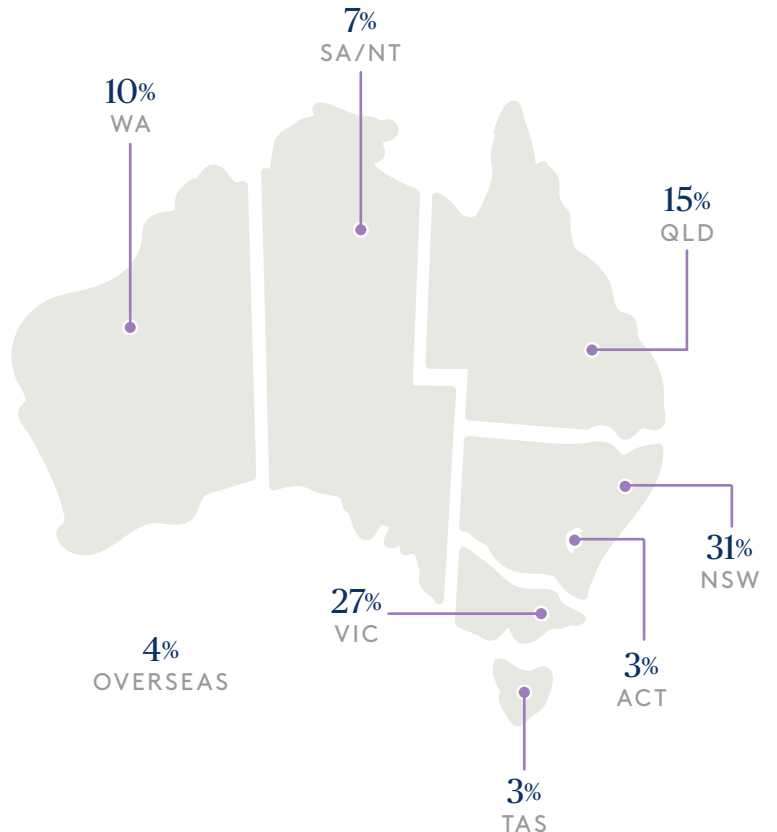 7%
SA/NT
10%
WA
15%
QLD
31%
NSW
27%
VIC
4%
OVERSEAS
3%
ACT
3%
TAS